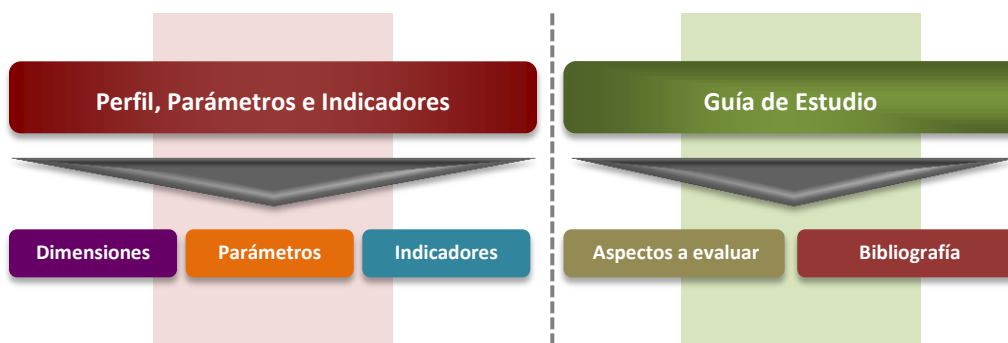 Perfil, Parámetros e Indicadores
Guía de Estudio
Dimensiones
Parámetros
Indicadores
Aspectos a evaluar
Bibliografía